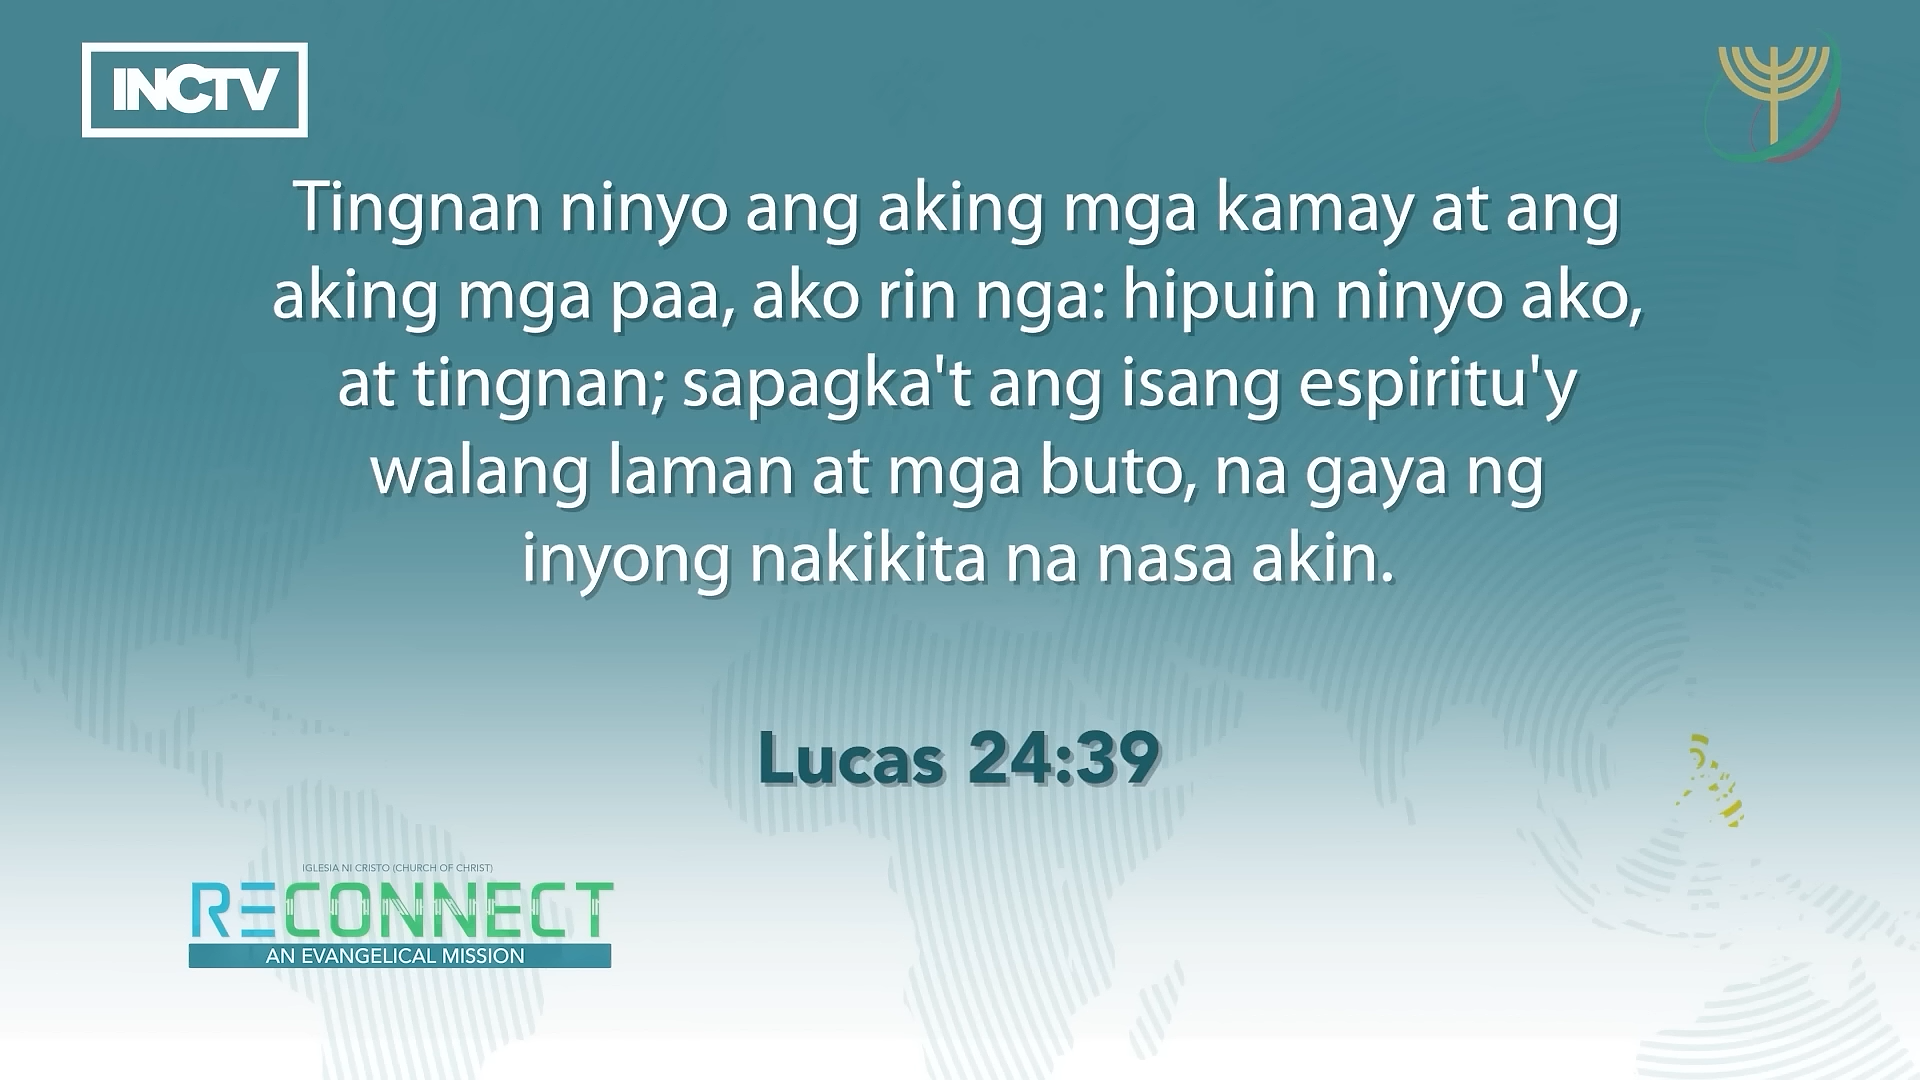 INCTV
Tingnan ninyo ang aking mga kamay at ang
aking mga paa, ako rin nga: hipuin ninyo ako,
at tingnan; sapagka't ang isang espiritu'y
walang laman at mga buto, na gaya ng
inyong nakikita na nasa akin.
Lucas 24:39
IGLESIA NI CRISTO (CHURCH OF CHRIST)
RECONNECT
AN EVANGELICAL MISSION